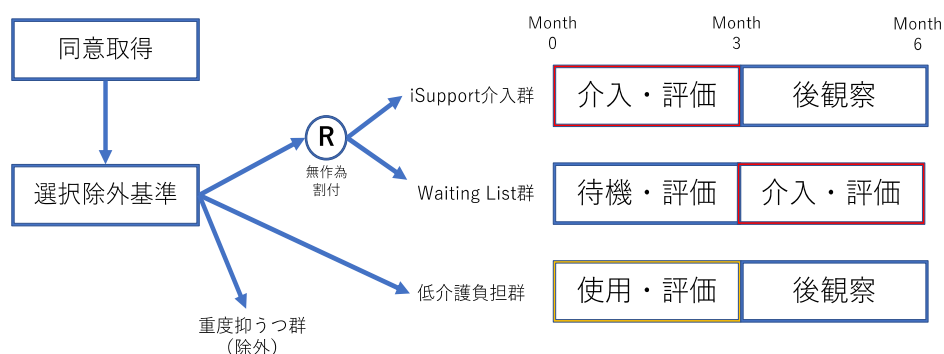 同意取得
選択除外基準
R
無作為
割付
重度抑うつ群
(除外)
iSupport介入群
Waiting List群
低介護負担群
Month
0
Month
3
Month
6
介入・評価
後観察
待機・評価
介入・評価
使用・評価
後観察